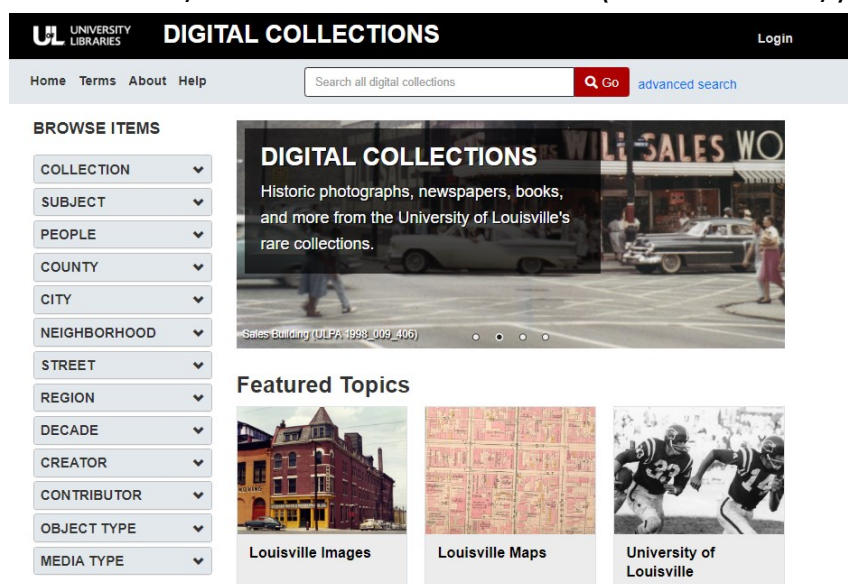 UL UNIVERSITY LIBRARIES DIGITAL COLLECTIONS
Login
Home Terms About Help
Search all digital collections
Go
advanced search
BROWSE ITEMS
COLLECTION
SUBJECT
PEOPLE
COUNTY
CITY
NEIGHBORHOOD
STREET
REGION
DECADE
CREATOR
CONTRIBUTOR
OBJECT TYPE
MEDIA TYPE
WILL SALES WO
DIGITAL COLLECTIONS
Historic photographs, newspapers, books,
and more from the University of Louisville's
rare collections.
Sales Building (ULPA 1998_009_406)
Featured Topics
33
14
Louisville Images
Louisville Maps
University of
Louisville